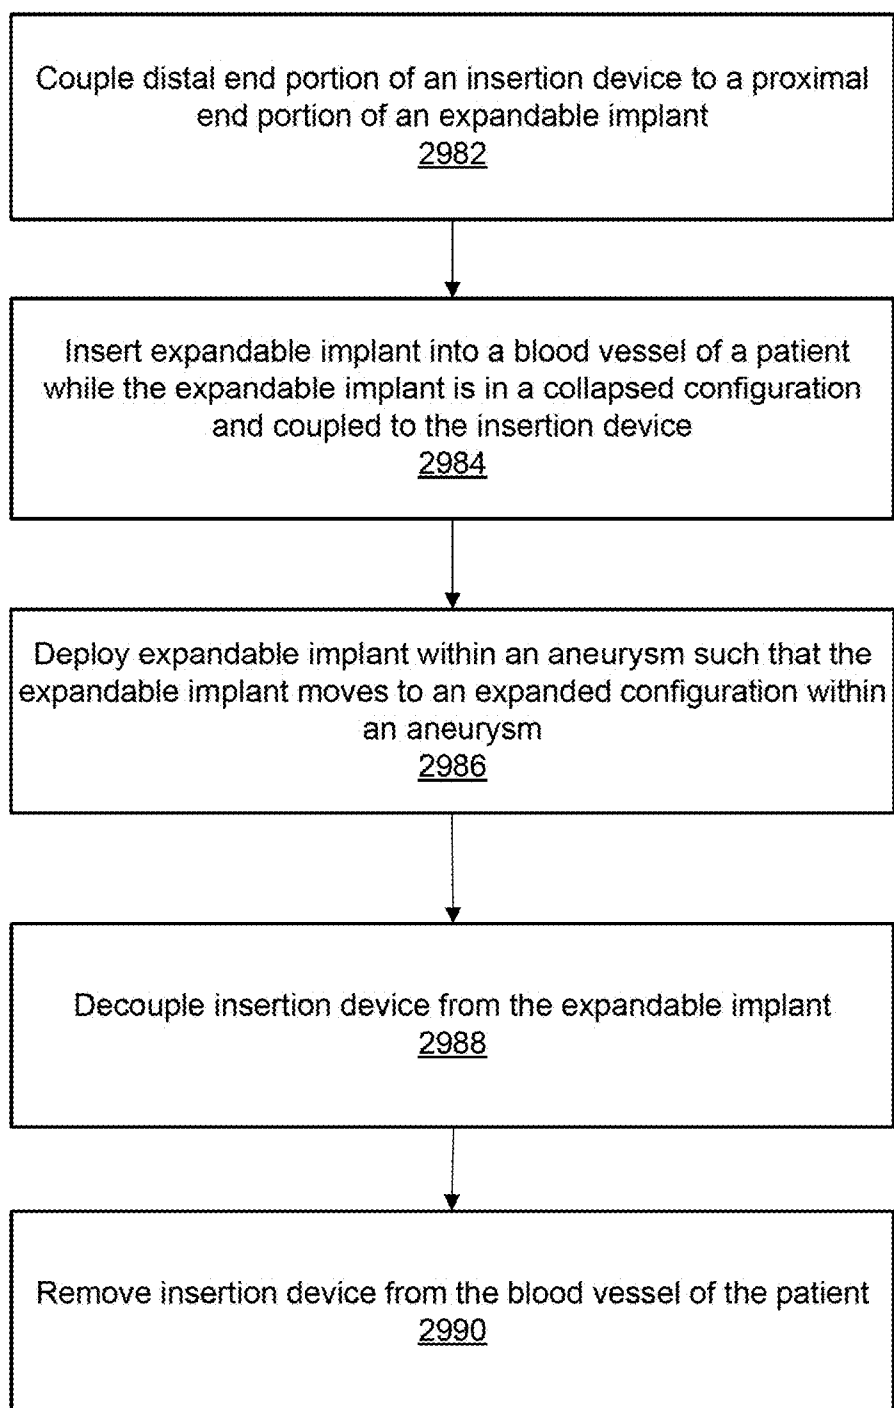 Couple distal end portion of an insertion device to a proximal
end portion of an expandable implant
2982
Insert expandable implant into a blood vessel of a patient
while the expandable implant is in a collapsed configuration
and coupled to the insertion device
2984
Deploy expandable implant within an aneurysm such that the
expandable implant moves to an expanded configuration within
an aneurysm
2986
Decouple insertion device from the expandable implant
2988
Remove insertion device from the blood vessel of the patient
2990